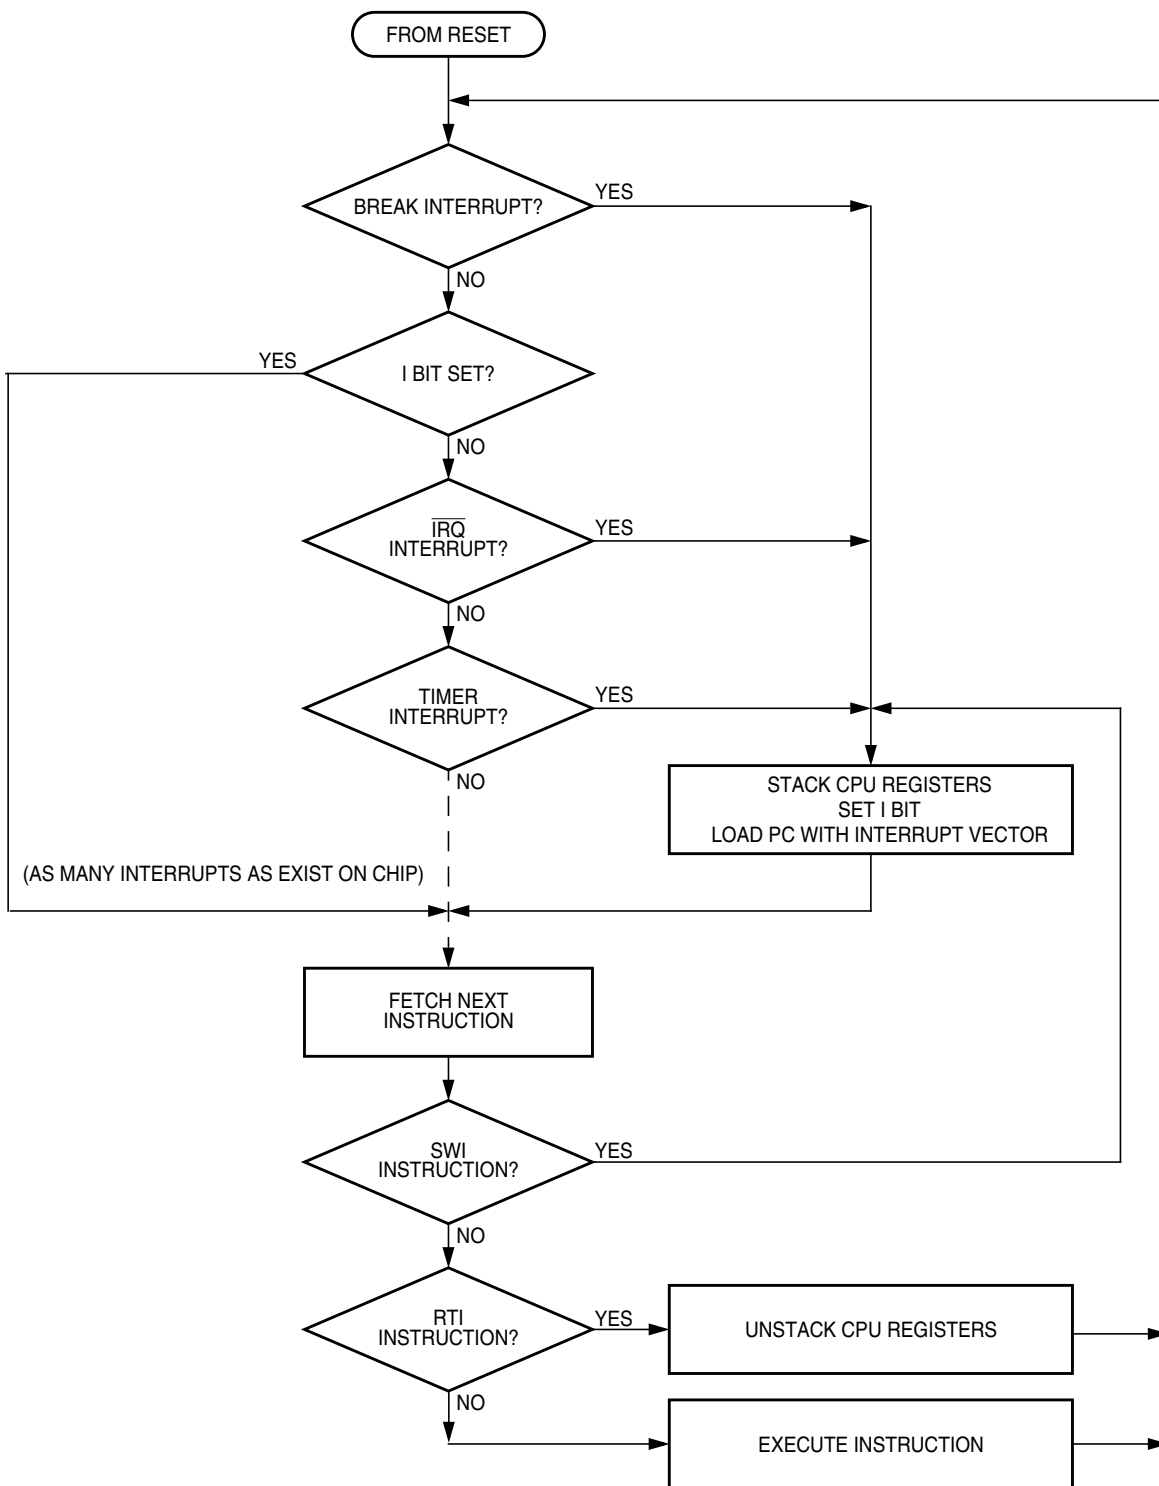 FROM RESET
BREAK INTERRUPT?
YES
NO
YES
I BIT SET?
NO
IRQ
INTERRUPT?
YES
NO
TIMER
INTERRUPT?
YES
NO
STACK CPU REGISTERS
SET I BIT
LOAD PC WITH INTERRUPT VECTOR
(AS MANY INTERRUPTS AS EXIST ON CHIP)
FETCH NEXT
INSTRUCTION
SWI
INSTRUCTION?
YES
NO
RTI
INSTRUCTION?
YES
UNSTACK CPU REGISTERS
NO
EXECUTE INSTRUCTION